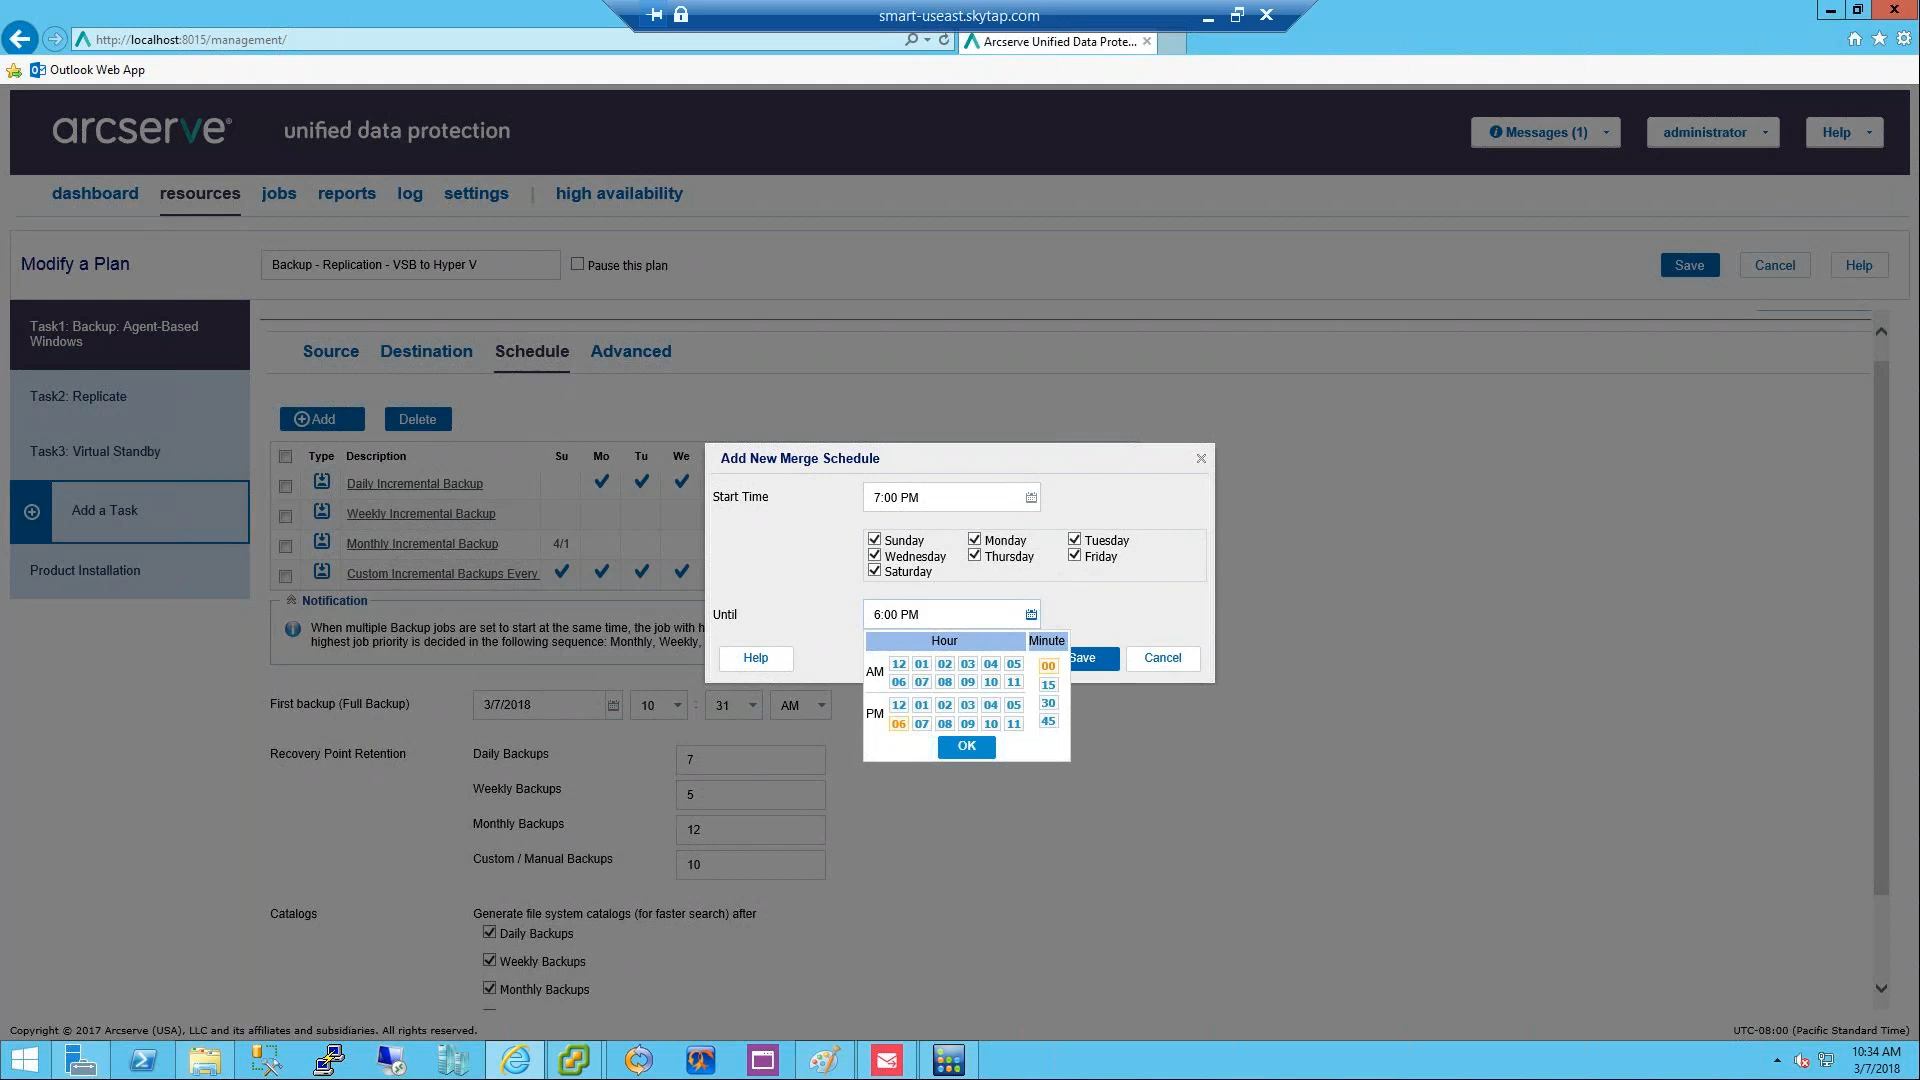 smart-useast.skytap.com
http://localhost:8015/management/
Arcserve Unified Data Prote...
Outlook Web App
arcserve® unified data protection
Messages (1)
administrator
Help
dashboard resources jobs reports log settings | high availability
Modify a Plan
Backup - Replication - VSB to Hyper V
Pause this plan
Save Cancel Help
Task1: Backup: Agent-Based
Windows
Task2: Replicate
Task3: Virtual Standby
Add a Task
Product Installation
Source Destination Schedule Advanced
Add Delete
Type Description Su Mo Tu We
Daily Incremental Backup
Weekly Incremental Backup
Monthly Incremental Backup 4/1
Custom Incremental Backups Every
Notification
When multiple Backup jobs are set to start at the same time, the job with h
highest job priority is decided in the following sequence: Monthly, Weekly,
First backup (Full Backup) 3/7/2018 10 : 31 AM
Recovery Point Retention
Daily Backups 7
Weekly Backups 5
Monthly Backups 12
Custom / Manual Backups 10
Catalogs
Generate file system catalogs (for faster search) after
Daily Backups
Weekly Backups
Monthly Backups
Add New Merge Schedule
Start Time 7:00 PM
Sunday Monday Tuesday
Wednesday Thursday Friday
Saturday
Until 6:00 PM
Hour Minute
AM 12 01 02 03 04 05 00
06 07 08 09 10 11 15
PM 12 01 02 03 04 05 30
06 07 08 09 10 11 45
OK
Help Save Cancel
Copyright © 2017 Arcserve (USA), LLC and its affiliates and subsidiaries. All rights reserved.
UTC-08:00 (Pacific Standard Time)
10:34 AM
3/7/2018